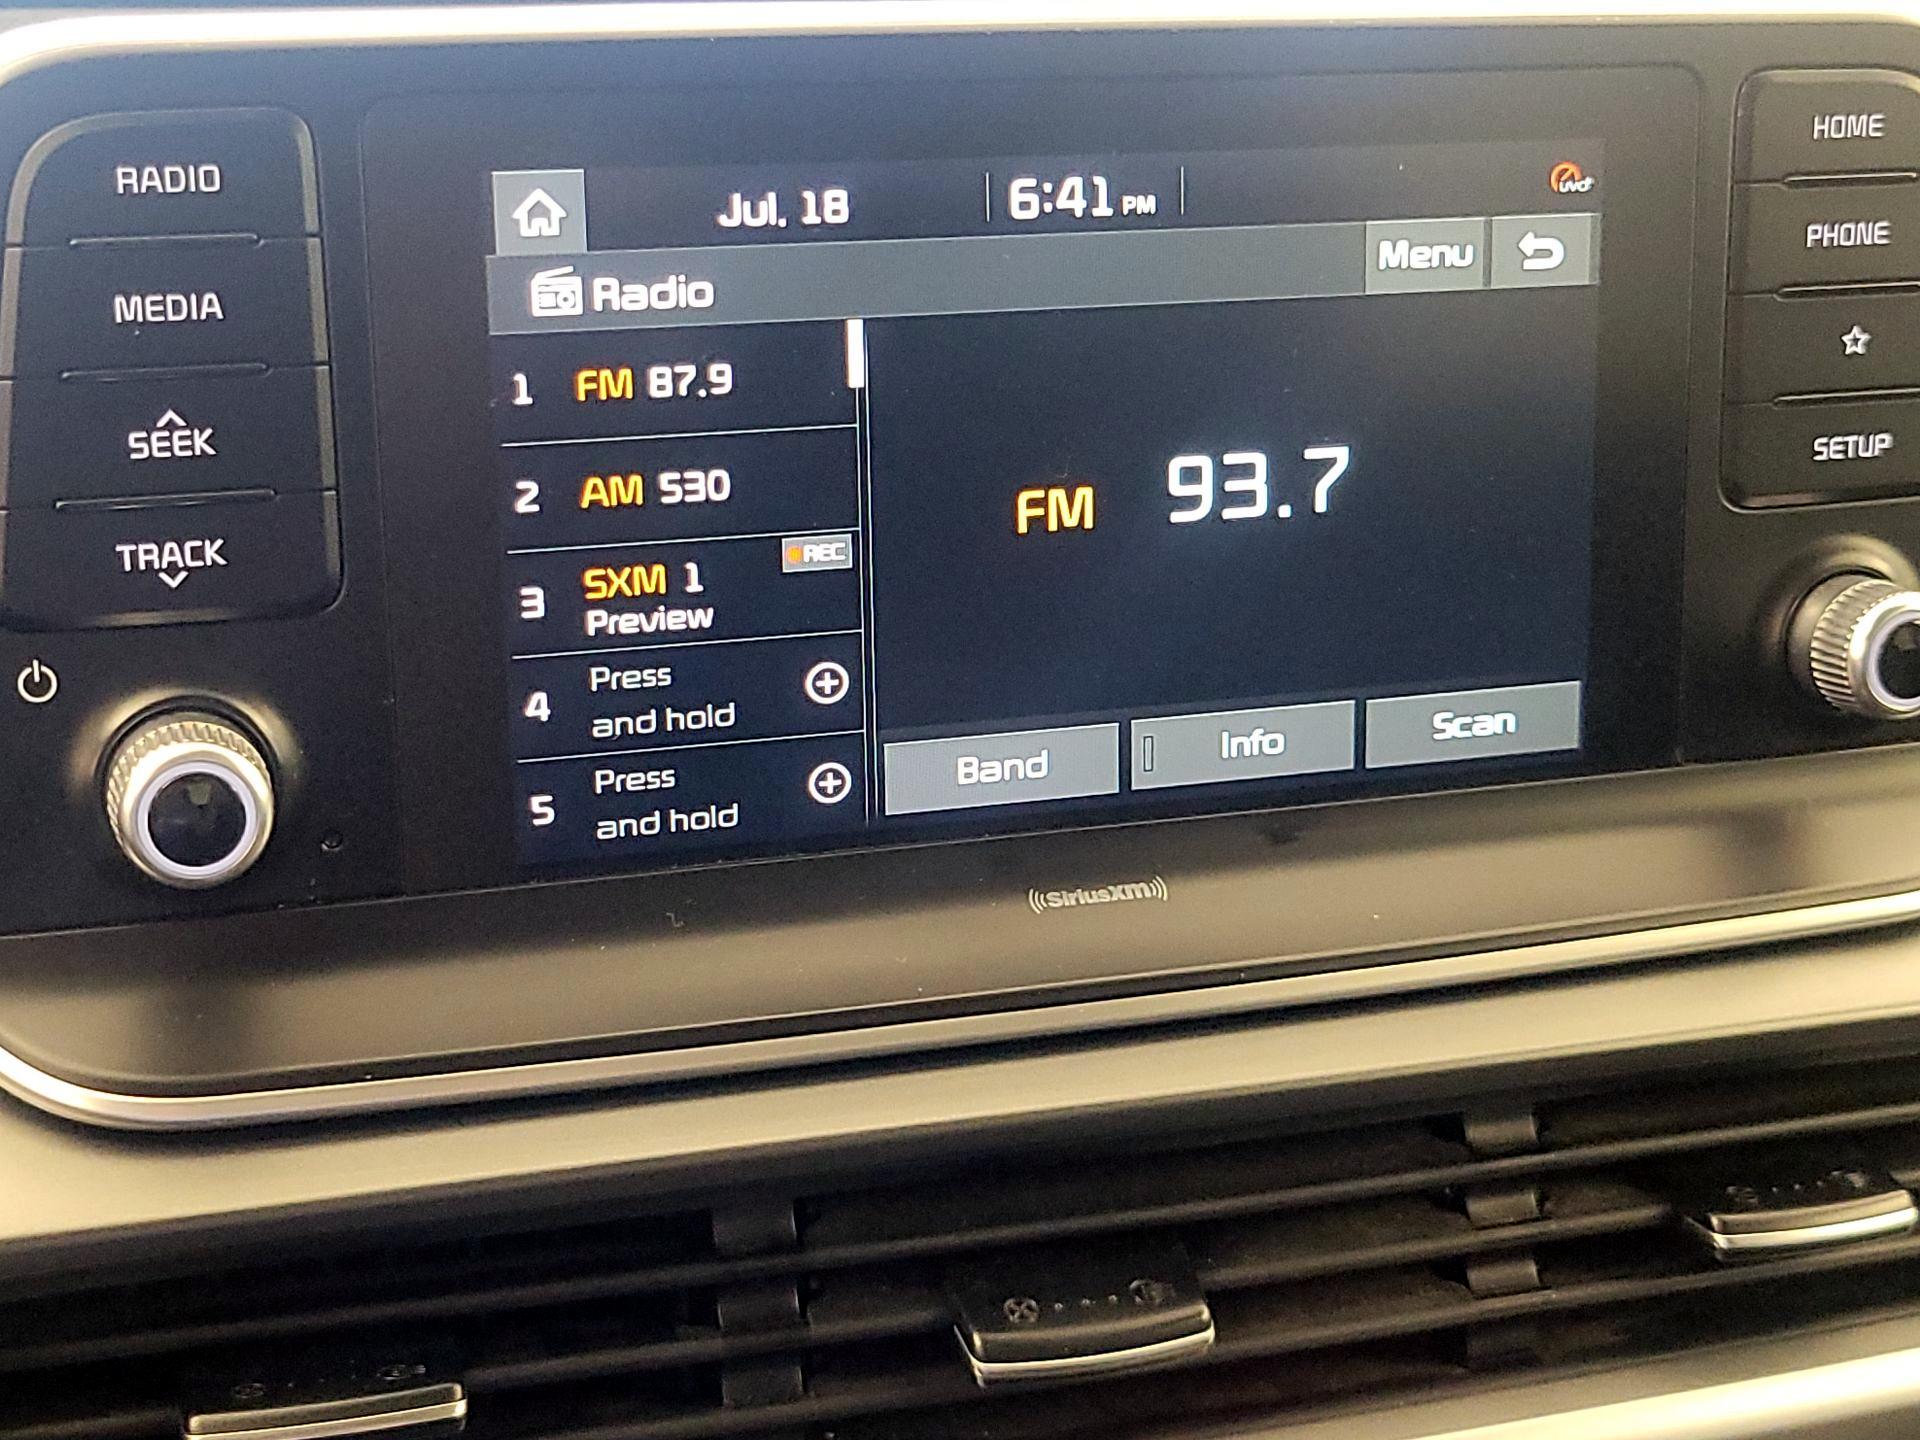 RADIO
MEDIA
SEEK
TRACK
Jul. 18
6:41 PM
UVO
Radio
Menu
1 FM 87.9
2 AM 530
3 SXM 1
REC
Preview
4 Press
and hold
5 Press
and hold
FM 93.7
Band
Info
Scan
((SiriusXM))
HOME
PHONE
SETUP